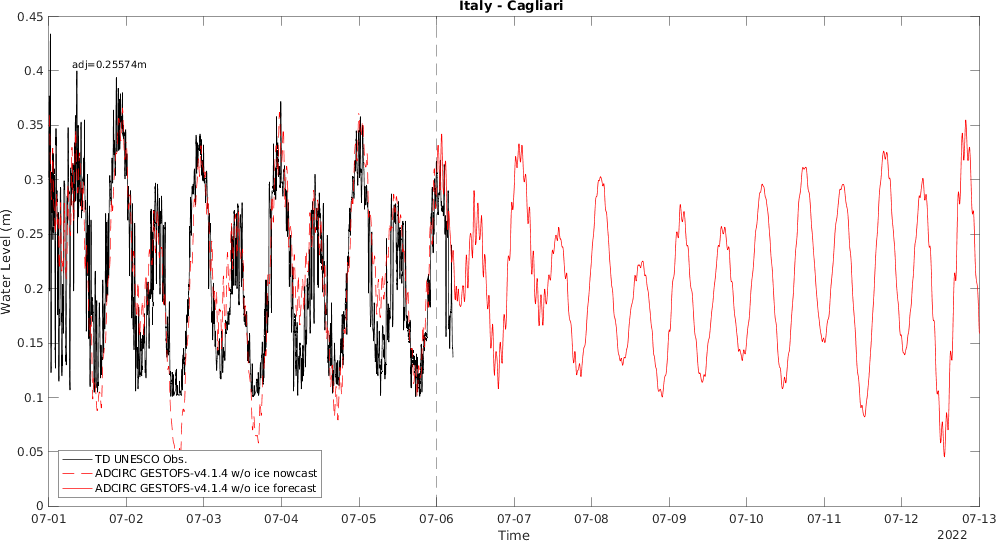 Italy - Cagliari
0.45
adj=0.25574m
0.4
0.35
0.3
0.25
0.2
0.15
0.1
0.05
0
Water Level (m)
TD UNESCO Obs.
ADCIRC GESTOFS-v4.1.4 w/o ice nowcast
ADCIRC GESTOFS-v4.1.4 w/o ice forecast
07-01 07-02 07-03 07-04 07-05 07-06 07-07 07-08 07-09 07-10 07-11 07-12 07-13
Time
2022